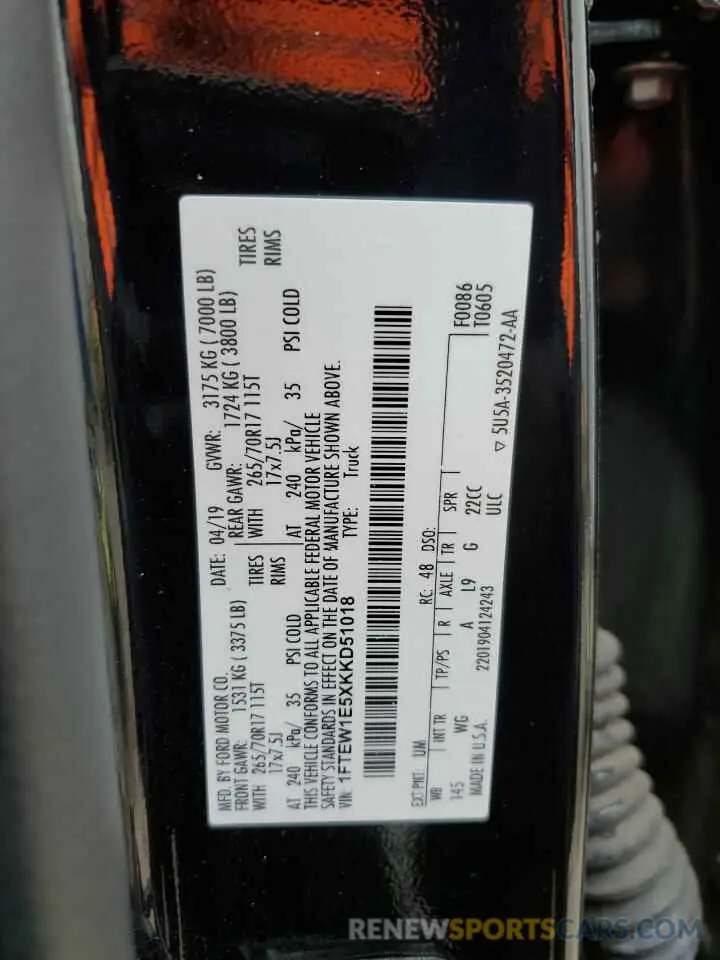 MFD. BY FORD MOTOR CO.
DATE: 04/19 GVWR: 3175 KG ( 7000 LB)
FRONT GAWR: 1531 KG ( 3375 LB)
REAR GAWR: 1724 KG ( 3800 LB)
WITH 265/70R17 115T TIRES
WITH 265/70R17 115T TIRES
17x7.5J RIMS
17x7.5J RIMS
AT 240 kPa/ 35 PSI COLD
AT 240 kPa/ 35 PSI COLD
THIS VEHICLE CONFORMS TO ALL APPLICABLE FEDERAL MOTOR VEHICLE
SAFETY STANDARDS IN EFFECT ON THE DATE OF MANUFACTURE SHOWN ABOVE.
VIN: 1FTEW1E5XKKD51018 TYPE: Truck
F0086
T0605
EXT PNT: UM RC: 48 DSO:
WB INT TR TP/PS R AXLE TR SPR
145 WG A L9 G 22CC
ULC
2201904124243
MADE IN U.S.A.
▽ 5U5A-3520472-AA
RENEWSPORTSCARS.COM